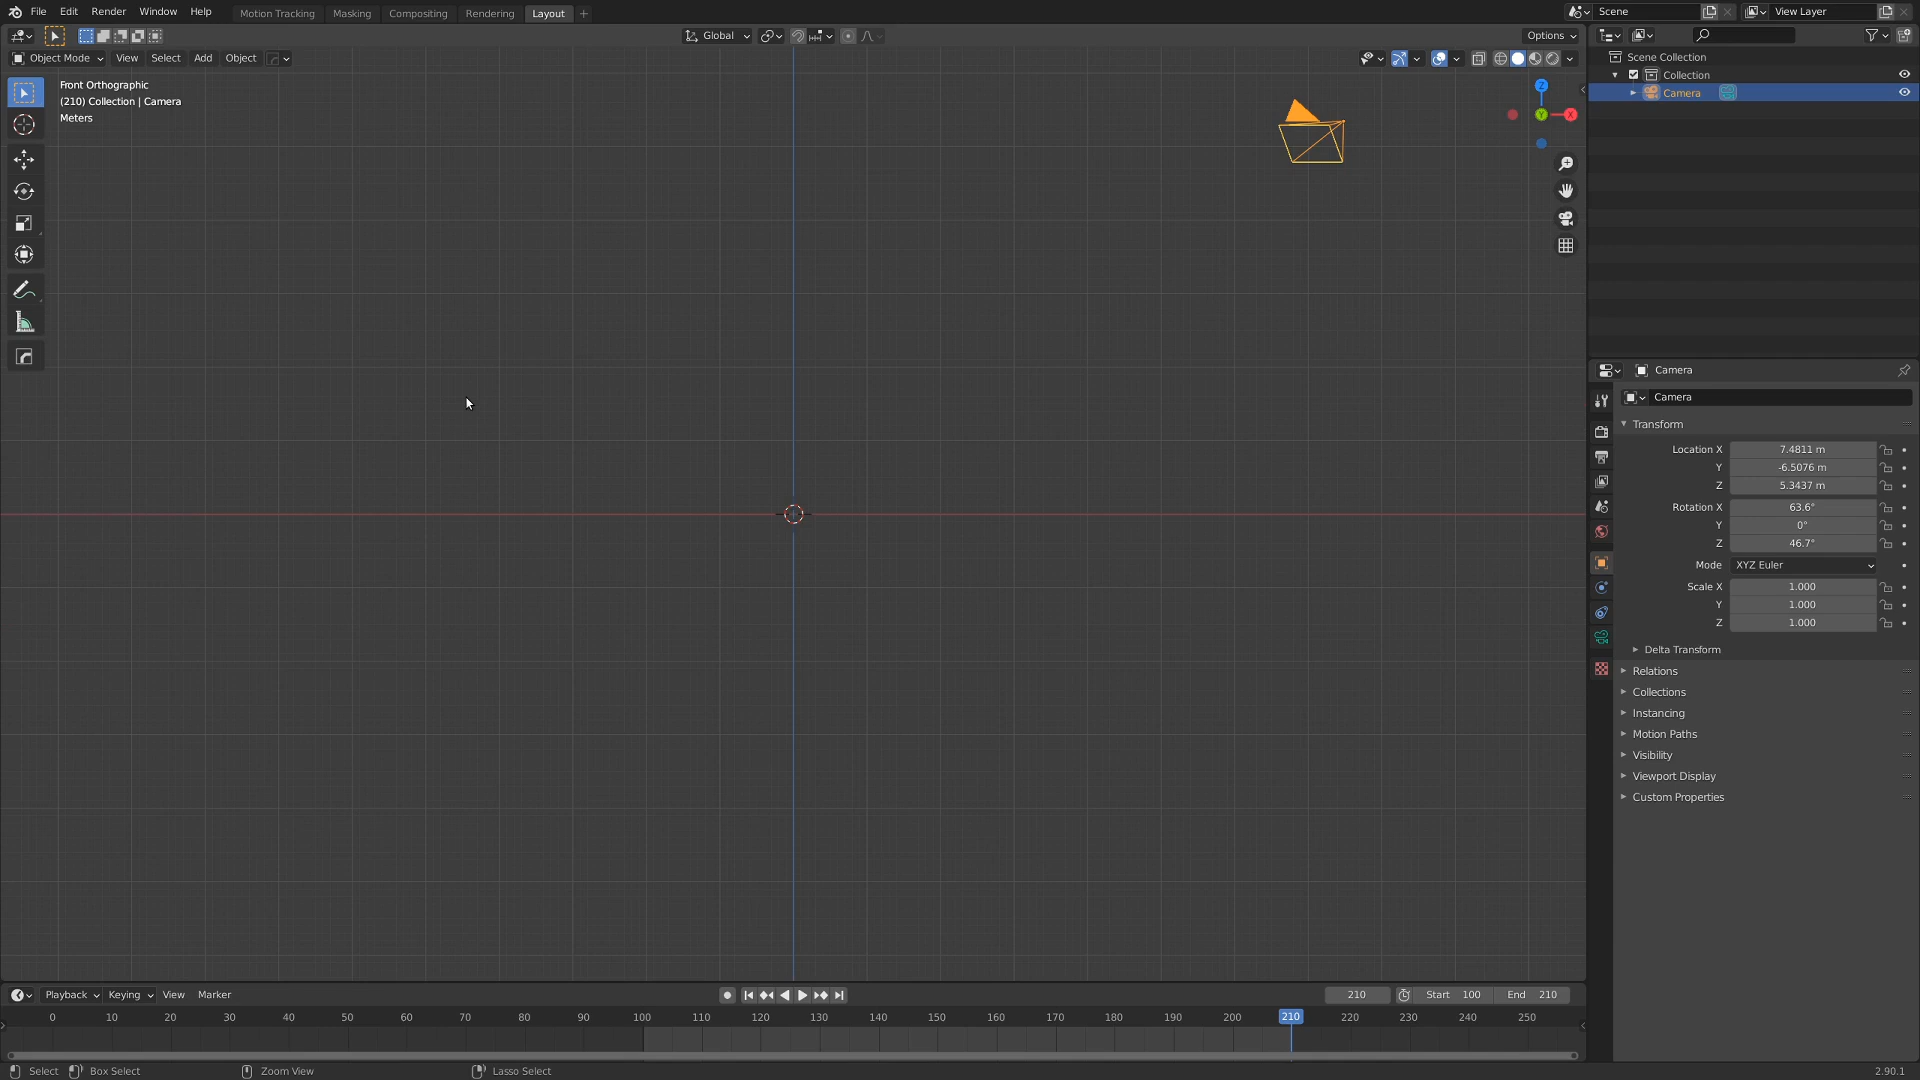 File Edit Render Window Help Motion Tracking Masking Compositing Rendering Layout + Scene View Layer
Global Options
Object Mode View Select Add Object
Front Orthographic
(210) Collection | Camera
Meters
Z
Y
X
Scene Collection
Collection
Camera
Camera
Camera
Transform
Location X 7.4811 m
Y -6.5076 m
Z 5.3437 m
Rotation X 63.6°
Y 0°
Z 46.7°
Mode XYZ Euler
Scale X 1.000
Y 1.000
Z 1.000
Delta Transform
Relations
Collections
Instancing
Motion Paths
Visibility
Viewport Display
Custom Properties
Playback Keying View Marker 210 Start 100 End 210
0 10 20 30 40 50 60 70 80 90 100 110 120 130 140 150 160 170 180 190 200 210 220 230 240 250
Select Box Select Zoom View Lasso Select 2.90.1